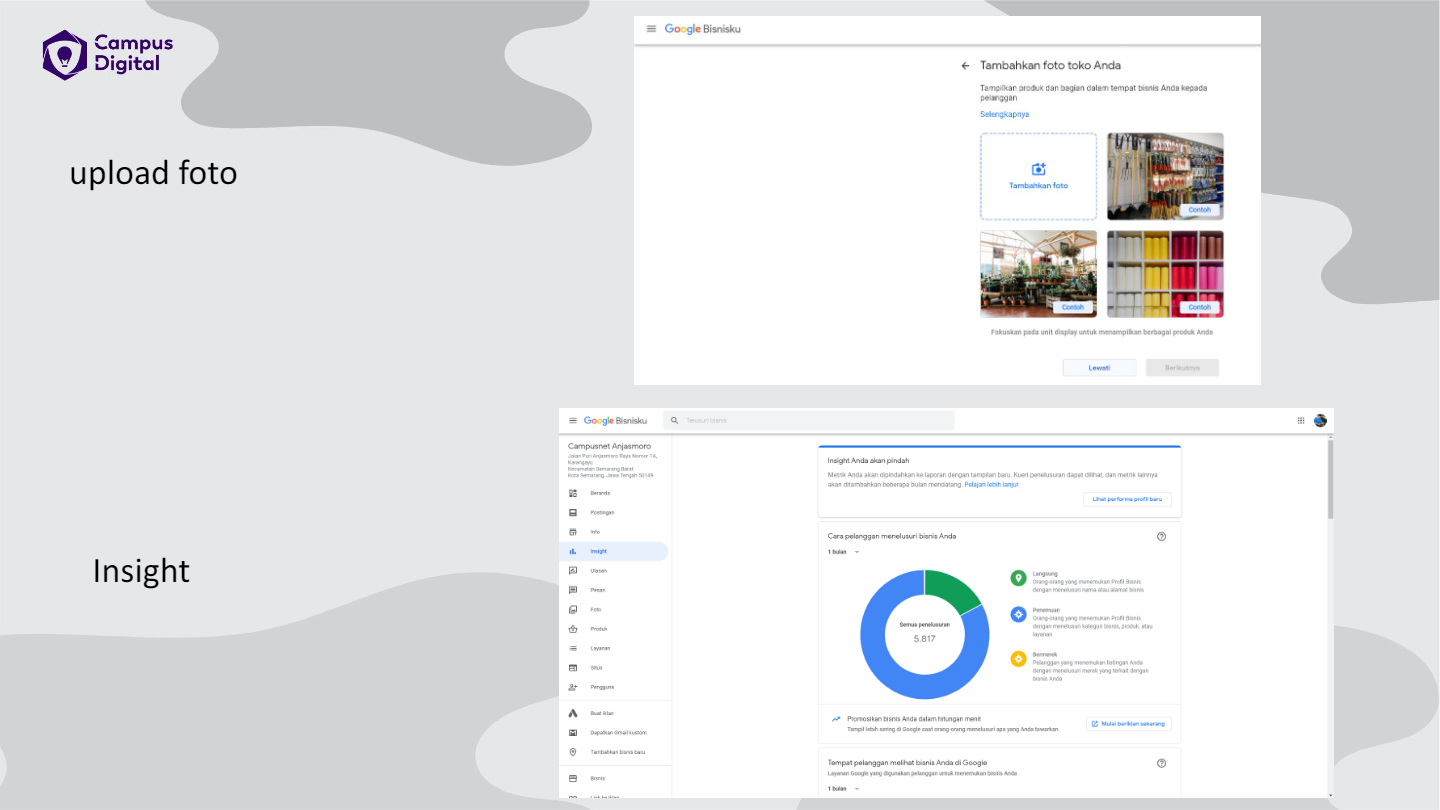 Campus
Digital
upload foto
Google Bisnisku
Tambahkan foto toko Anda
Tampilkan produk dan bagian dalam tempat bisnis Anda kepada
pelanggan
Selengkapnya
Tambahkan foto
Contoh
Contoh
Contoh
Fokuskan pada unit display untuk menampilkan berbagai produk Anda
Lewati
Berikutnya
Insight
Google Bisnisku
Telusuri bisnis
Campusnet Anjasmoro
Jalan Puri Anjasmoro Raya Nomor 1A,
Karangayu
Kecamatan Semarang Barat
Kota Semarang, Jawa Tengah 50149
Beranda
Postingan
Info
Insight
Ulasan
Pesan
Foto
Produk
Layanan
Situs
Pengguna
Buat iklan
Dapatkan Gmail kustom
Tambahkan bisnis baru
Bisnis
Insight Anda akan pindah
Metrik Anda akan dipindahkan ke laporan dengan tampilan baru. Kueri penelusuran dapat dilihat, dan metrik lainnya
akan ditambahkan beberapa bulan mendatang. Pelajari lebih lanjut
Lihat performa profil baru
Cara pelanggan menelusuri bisnis Anda
1 bulan
Semua penelusuran
5.817
Langsung
Orang-orang yang menemukan Profil Bisnis
dengan menelusuri nama atau alamat bisnis
Penemuan
Orang-orang yang menemukan Profil Bisnis
dengan menelusuri kategori bisnis, produk, atau
layanan
Bermerek
Pelanggan yang menemukan listingan Anda
dengan menelusuri merek yang terkait dengan
bisnis Anda
Promosikan bisnis Anda dalam hitungan menit
Tampil lebih sering di Google saat orang-orang menelusuri apa yang Anda tawarkan
Mulai beriklan sekarang
Tempat pelanggan melihat bisnis Anda di Google
Layanan Google yang digunakan pelanggan untuk menemukan bisnis Anda
1 bulan